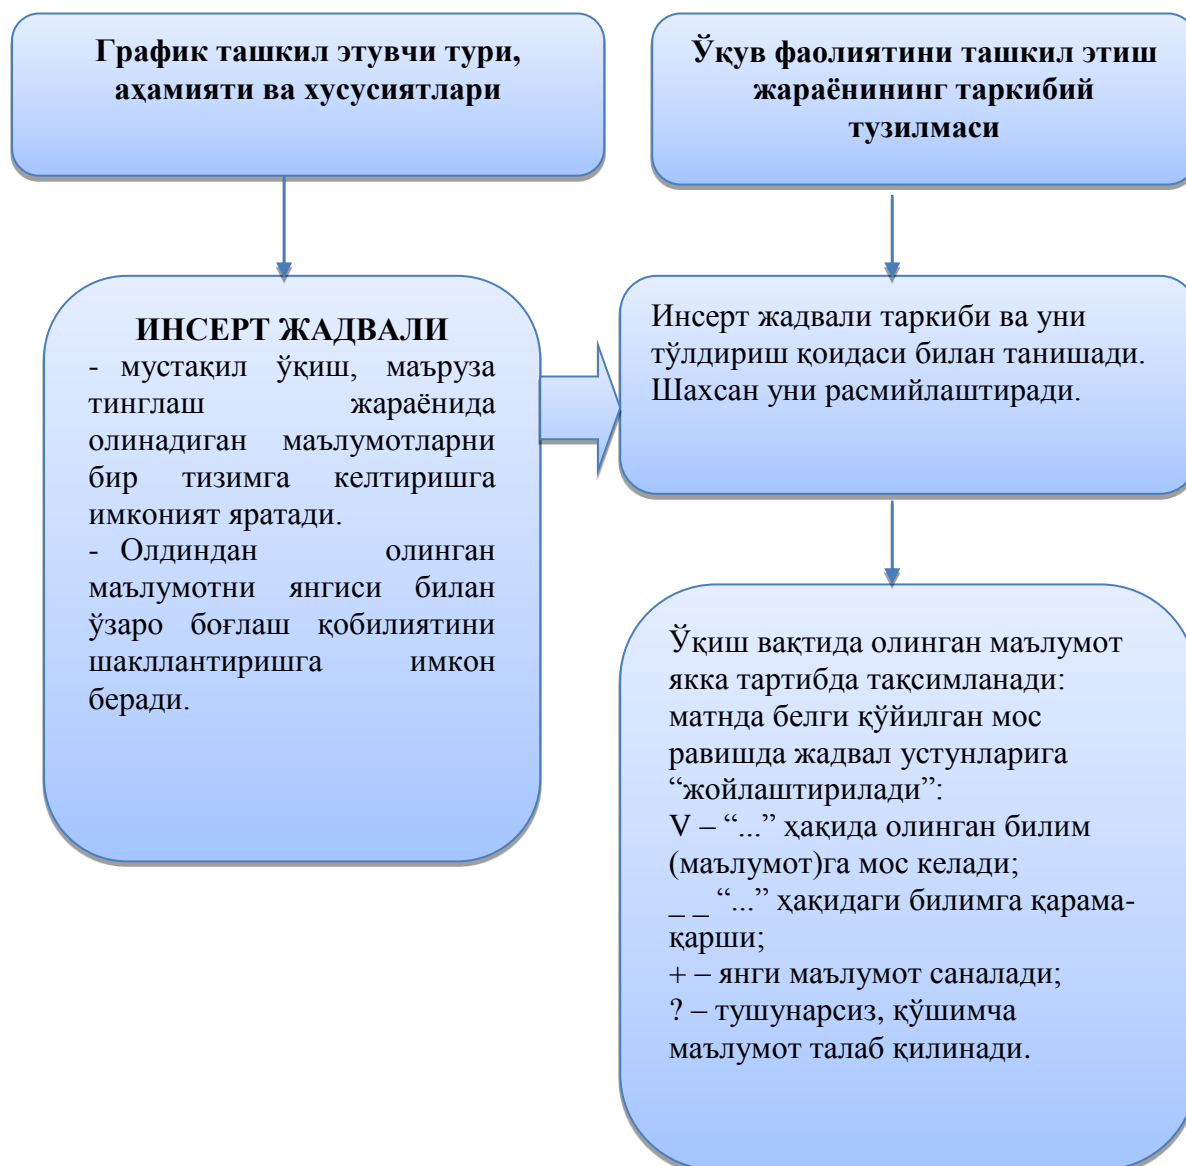 График ташкил этувчи тури,
аҳамияти ва хусусиятлари
Ўқув фаолиятини ташкил этиш
жараёнининг таркибий
тузилмаси
ИНСЕРТ ЖАДВАЛИ
- мустақил ўқиш, маъруза
тинглаш жараёнида
олинадиган маълумотларни
бир тизимга келтиришга
имконият яратади.
- Олдиндан олинган
маълумотни янгиси билан
ўзаро боғлаш қобилиятини
шакллантиришга имкон
беради.
Инсерт жадвали таркиби ва уни
тўлдириш қоидаси билан танишади.
Шахсан уни расмийлаштиради.
Ўқиш вақтида олинган маълумот
якка тартибда тақсимланади:
матнда белги қўйилган мос
равишда жадвал устунларига
“жойлаштирилади”:
V – “...” ҳақида олинган билим
(маълумот)га мос келади;
_ _ “...” ҳақидаги билимга қарама-
қарши;
+ – янги маълумот саналади;
? – тушунарсиз, қўшимча
маълумот талаб қилинади.